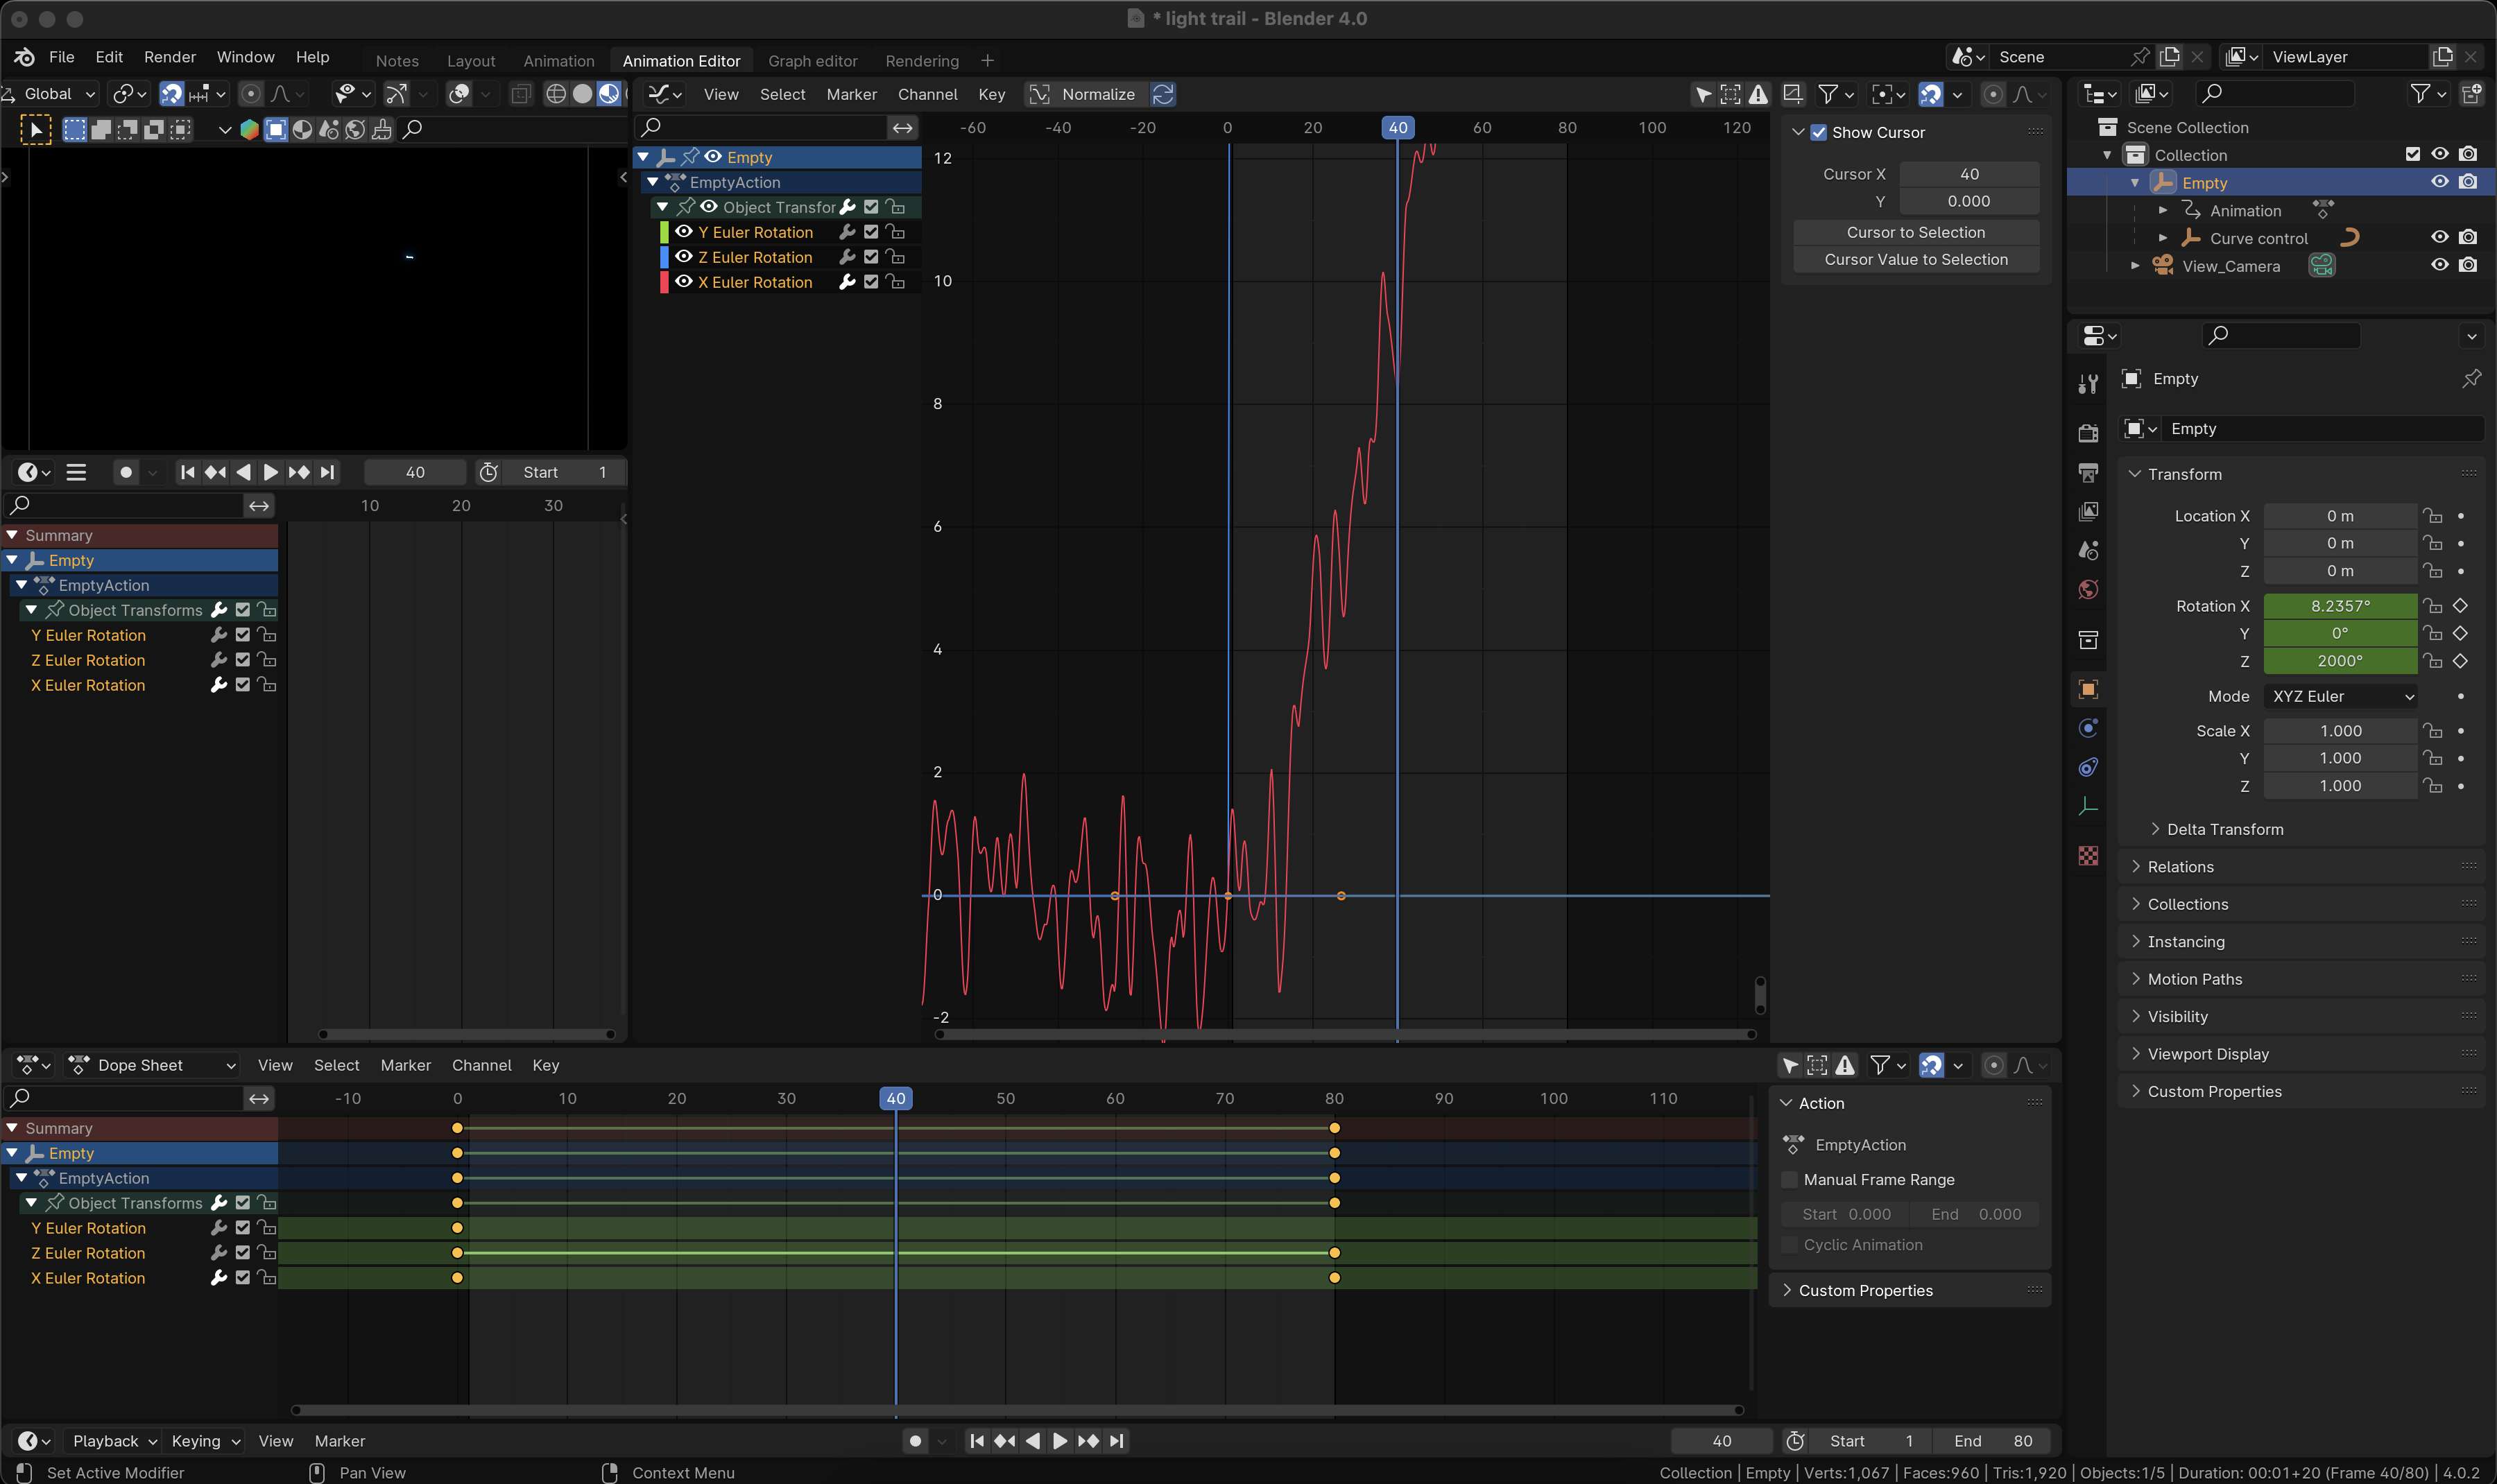 * light trail - Blender 4.0
File Edit Render Window Help Notes Layout Animation Animation Editor Graph editor Rendering + Scene ViewLayer
Global
View Select Marker Channel Key Normalize
-60 -40 -20 0 20 40 60 80 100 120
Empty
EmptyAction
Object Transfor
Y Euler Rotation
Z Euler Rotation
X Euler Rotation
12
10
8
6
4
2
0
-2
Show Cursor
Cursor X 40
Y 0.000
Cursor to Selection
Cursor Value to Selection
Scene Collection
Collection
Empty
Animation
Curve control
View_Camera
40 Start 1
10 20 30
Summary
Empty
EmptyAction
Object Transforms
Y Euler Rotation
Z Euler Rotation
X Euler Rotation
Empty
Empty
Transform
Location X 0 m
Y 0 m
Z 0 m
Rotation X 8.2357°
Y 0°
Z 2000°
Mode XYZ Euler
Scale X 1.000
Y 1.000
Z 1.000
Delta Transform
Relations
Collections
Instancing
Motion Paths
Visibility
Viewport Display
Custom Properties
Dope Sheet View Select Marker Channel Key
-10 0 10 20 30 40 50 60 70 80 90 100 110
Summary
Empty
EmptyAction
Object Transforms
Y Euler Rotation
Z Euler Rotation
X Euler Rotation
Action
EmptyAction
Manual Frame Range
Start 0.000 End 0.000
Cyclic Animation
Custom Properties
Playback Keying View Marker 40 Start 1 End 80
Set Active Modifier Pan View Context Menu Collection | Empty | Verts:1,067 | Faces:960 | Tris:1,920 | Objects:1/5 | Duration: 00:01+20 (Frame 40/80) | 4.0.2